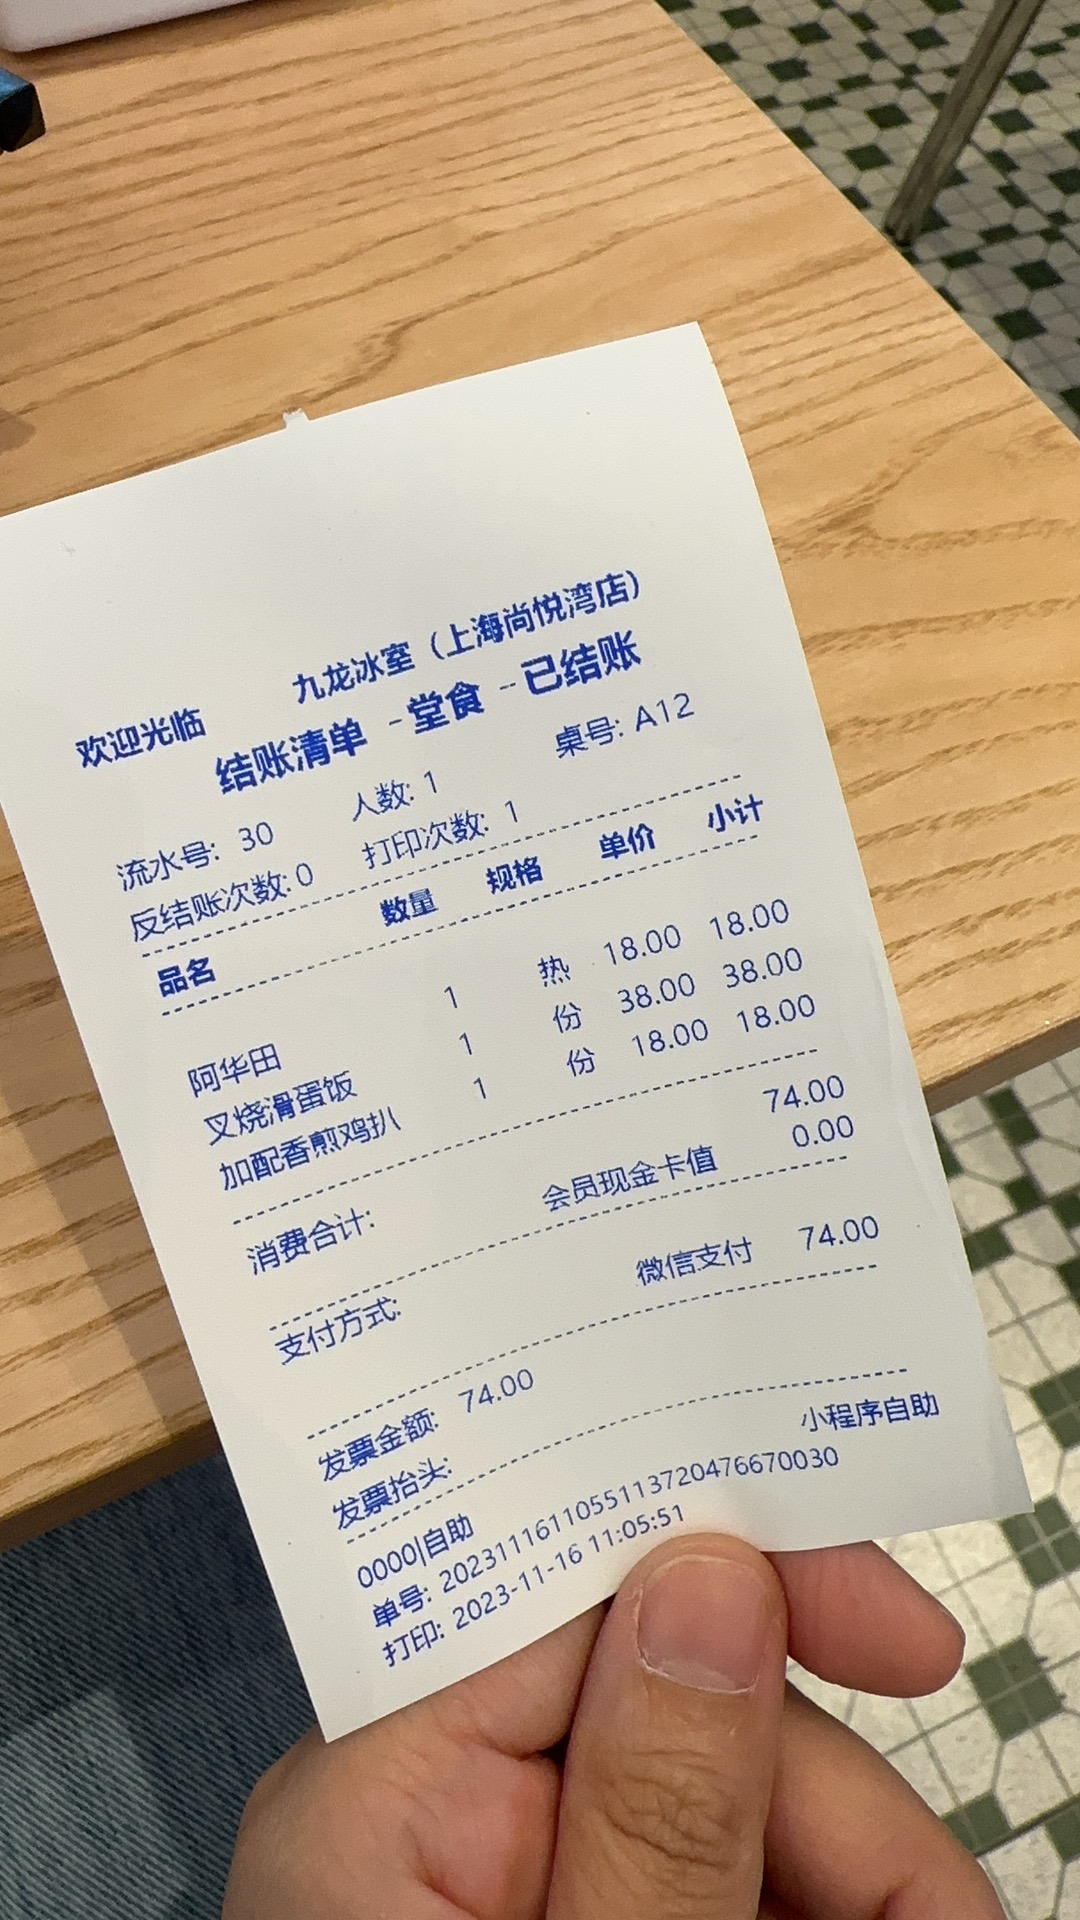 九龙冰室（上海尚悦湾店）
欢迎光临
结账清单 -堂食 --已结账
流水号: 30 人数: 1 桌号: A12
反结账次数: 0 打印次数: 1
品名 数量 规格 单价 小计
阿华田 1 热 18.00 18.00
叉烧滑蛋饭 1 份 38.00 38.00
加配香煎鸡扒 1 份 18.00 18.00
消费合计: 74.00
会员现金卡值 0.00
支付方式: 微信支付 74.00
发票金额: 74.00
发票抬头:
0000|自助 小程序自助
单号: 20231116110551137204766​70030
打印: 2023-11-16 11:05:51